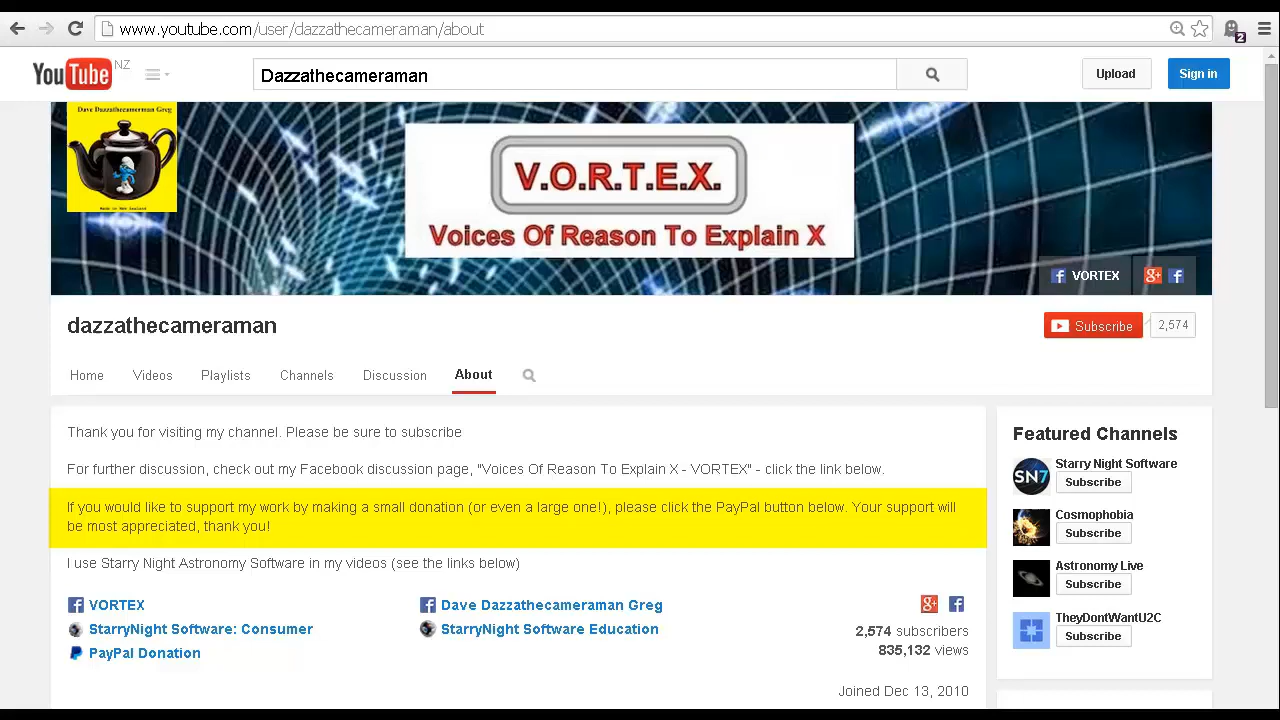 www.youtube.com/user/dazzathecameraman/about
2
YouTube NZ
Dazzathecameraman
Upload
Sign in
Dave Dazzathecamerman Greg
Made in New Zealand
V.O.R.T.E.X.
Voices Of Reason To Explain X
VORTEX
dazzathecameraman
Subscribe 2,574
Home Videos Playlists Channels Discussion About
Thank you for visiting my channel. Please be sure to subscribe
For further discussion, check out my Facebook discussion page, "Voices Of Reason To Explain X - VORTEX" - click the link below.
If you would like to support my work by making a small donation (or even a large one!), please click the PayPal button below. Your support will
be most appreciated, thank you!
I use Starry Night Astronomy Software in my videos (see the links below)
VORTEX
Dave Dazzathecameraman Greg
StarryNight Software: Consumer
StarryNight Software Education
PayPal Donation
2,574 subscribers
835,132 views
Joined Dec 13, 2010
Featured Channels
SN7
Starry Night Software
Subscribe
Cosmophobia
Subscribe
Astronomy Live
Subscribe
TheyDontWantU2C
Subscribe